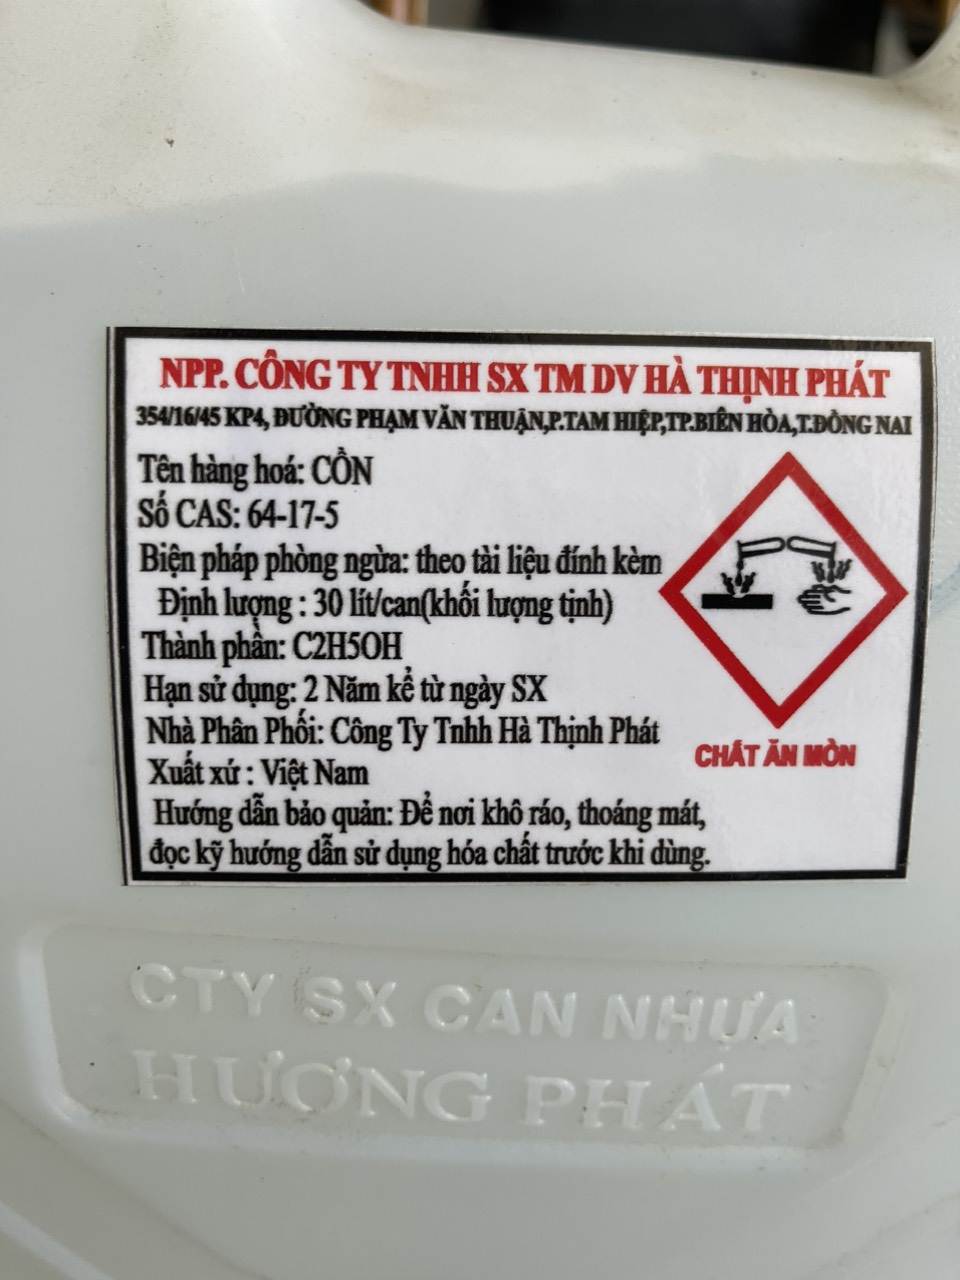 NPP. CÔNG TY TNHH SX TM DV HÀ THỊNH PHÁT
354/16/45 KP4, ĐƯỜNG PHẠM VĂN THUẬN,P.TAM HIỆP,TP.BIÊN HÒA,T.ĐỒNG NAI
Tên hàng hoá: CỒN
Số CAS: 64-17-5
Biện pháp phòng ngừa: theo tài liệu đính kèm
Định lượng : 30 lít/can(khối lượng tịnh)
Thành phần: C2H5OH
Hạn sử dụng: 2 Năm kể từ ngày SX
Nhà Phân Phối: Công Ty Tnhh Hà Thịnh Phát
Xuất xứ : Việt Nam
Hướng dẫn bảo quản: Để nơi khô ráo, thoáng mát,
đọc kỹ hướng dẫn sử dụng hóa chất trước khi dùng.
CHẤT ĂN MÒN
CTY SX CAN NHỰA
HƯƠNG PHÁT